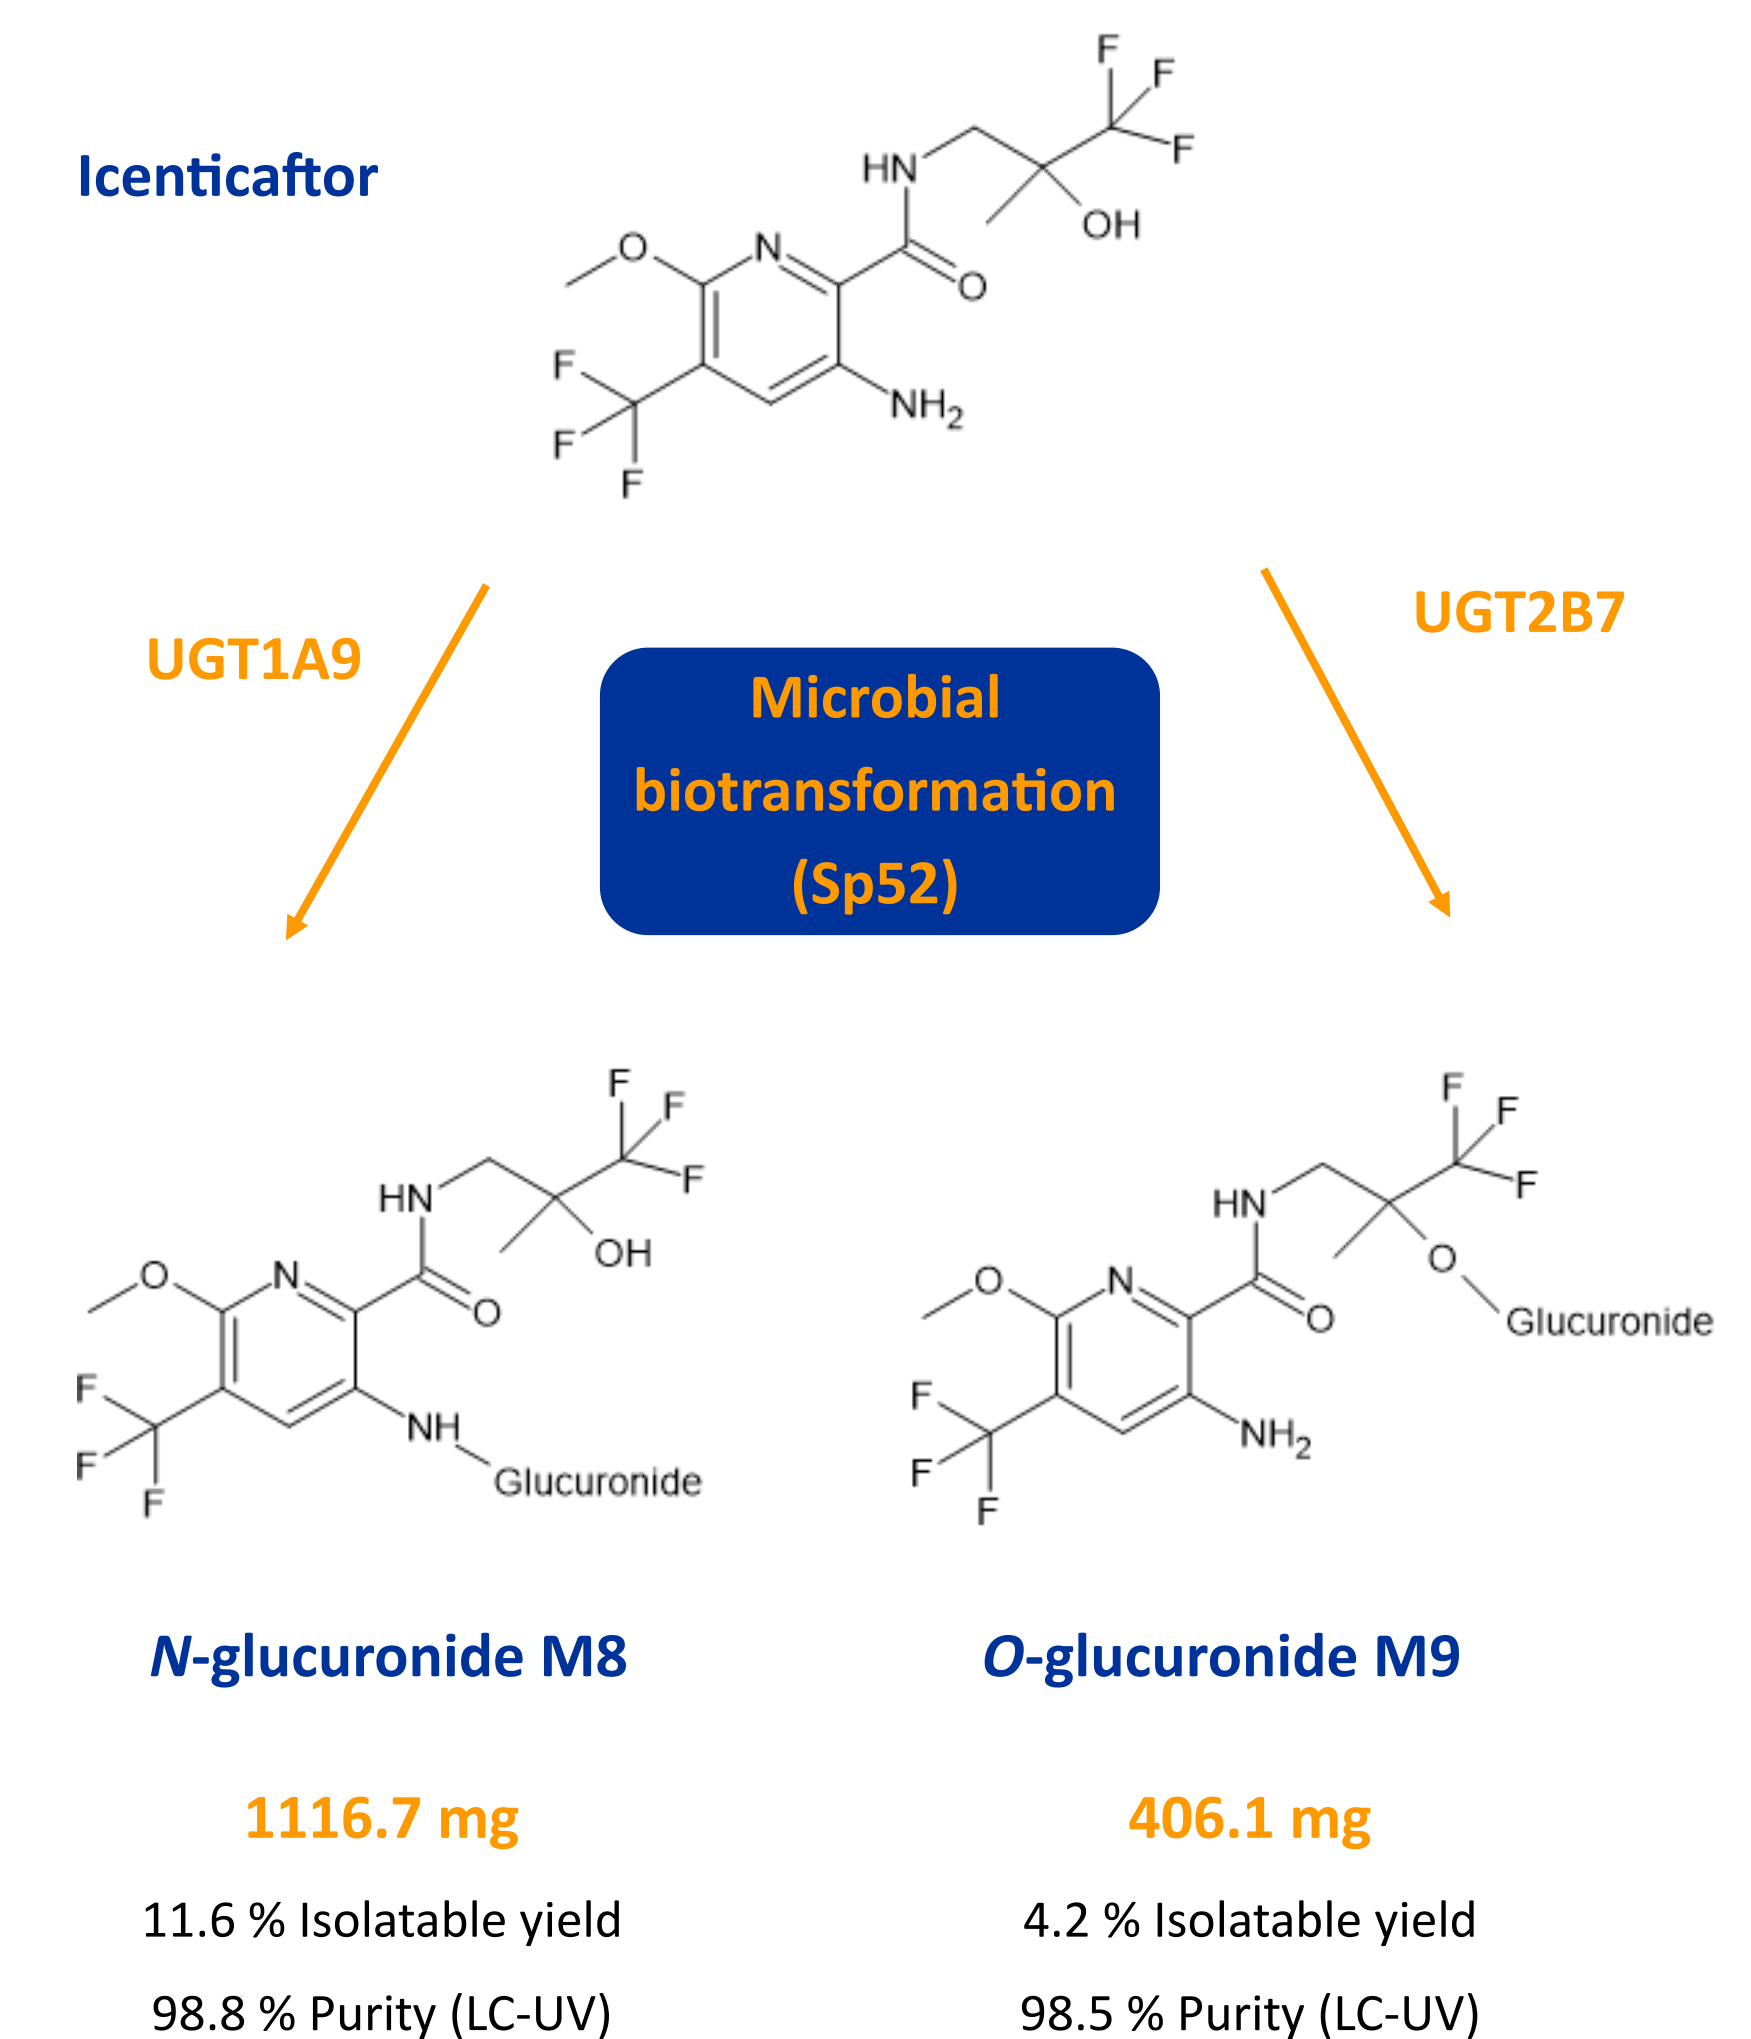 Icenticaftor
F
F
F
HN
OH
O
N
O
F
F
F
NH2
UGT1A9
UGT2B7
Microbial
biotransformation
(Sp52)
F
F
F
HN
OH
O
N
O
F
F
F
NH
Glucuronide
F
F
F
HN
O
Glucuronide
O
N
O
F
F
F
NH2
N-glucuronide M8
O-glucuronide M9
1116.7 mg
406.1 mg
11.6 % Isolatable yield
4.2 % Isolatable yield
98.8 % Purity (LC-UV)
98.5 % Purity (LC-UV)